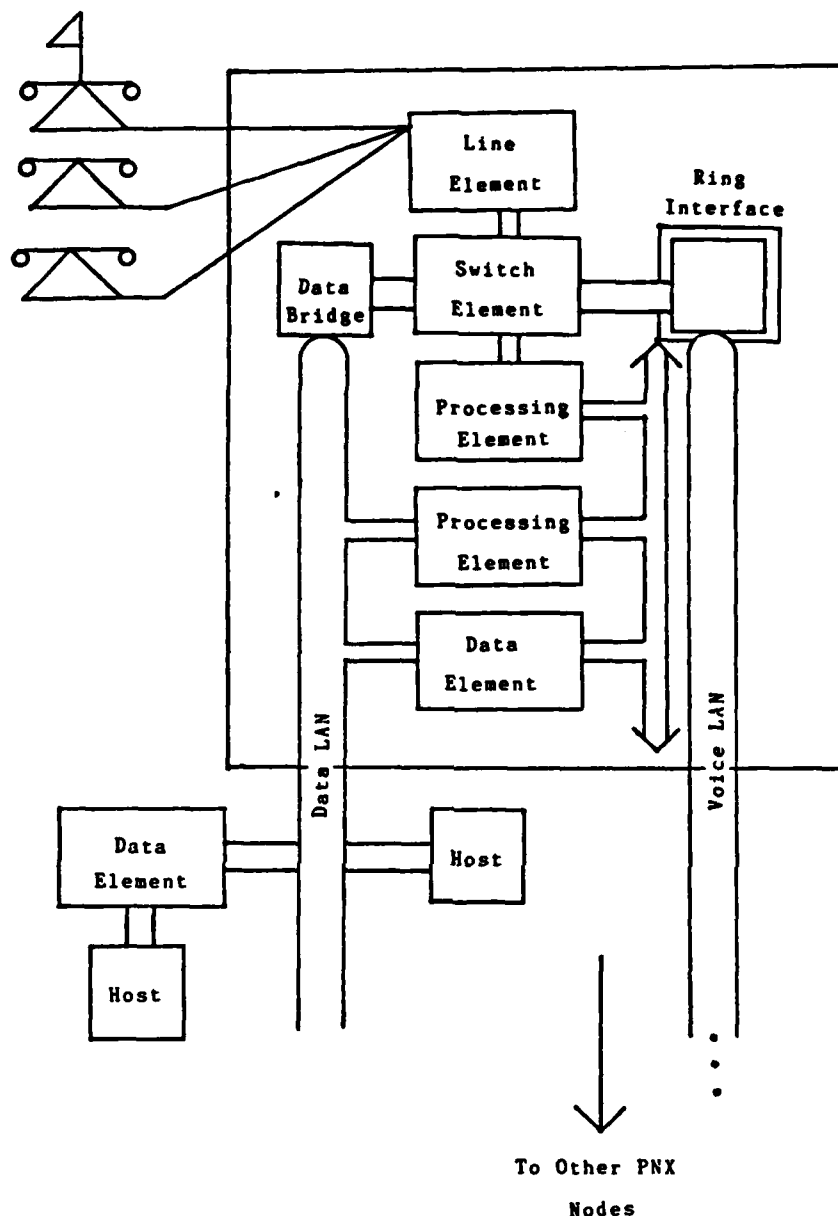 Line
Element
Ring
Interface
Data
Bridge
Switch
Element
Processing
Element
Processing
Element
Data
Element
Data LAN
Voice LAN
Data
Element
Host
Host
To Other PNX
Nodes